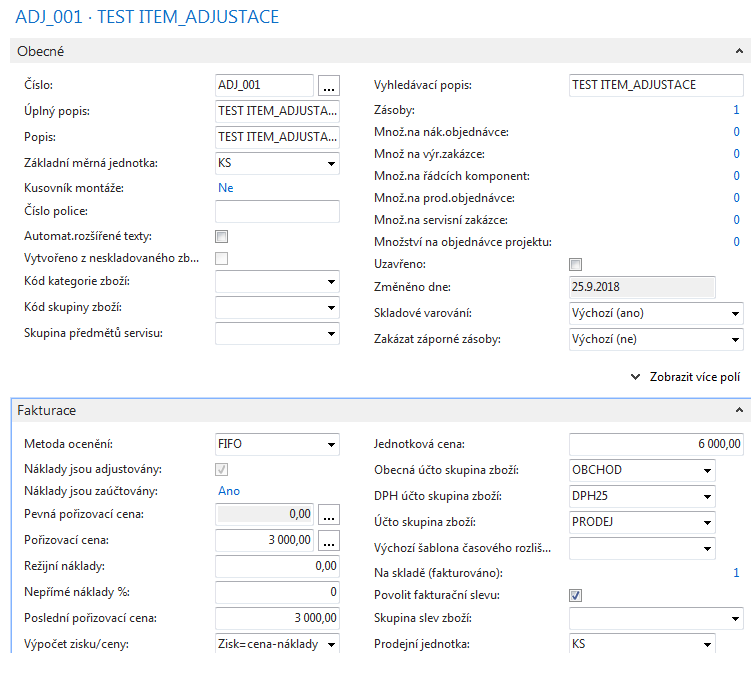 ADJ_001 · TEST ITEM_ADJUSTACE
Obecné
Číslo: ADJ_001 ...
Úplný popis: TEST ITEM_ADJUSTA...
Popis: TEST ITEM_ADJUSTA...
Základní měrná jednotka: KS
Kusovník montáže: Ne
Číslo police:
Automat.rozšířené texty:
Vytvořeno z neskladovaného zb...
Kód kategorie zboží:
Kód skupiny zboží:
Skupina předmětů servisu:
Vyhledávací popis: TEST ITEM_ADJUSTACE
Zásoby: 1
Množ.na nák.objednávce: 0
Množ.na výr.zakázce: 0
Množ.na řádcích komponent: 0
Množ.na prod.objednávce: 0
Množ.na servisní zakázce: 0
Množství na objednávce projektu: 0
Uzavřeno:
Změněno dne: 25.9.2018
Skladové varování: Výchozí (ano)
Zakázat záporné zásoby: Výchozí (ne)
Zobrazit více polí
Fakturace
Metoda ocenění: FIFO
Náklady jsou adjustovány:
Náklady jsou zaúčtovány: Ano
Pevná pořizovací cena: 0,00 ...
Pořizovací cena: 3 000,00 ...
Režijní náklady: 0,00
Nepřímé náklady %: 0
Poslední pořizovací cena: 3 000,00
Výpočet zisku/ceny: Zisk=cena-náklady
Jednotková cena: 6 000,00
Obecná účto skupina zboží: OBCHOD
DPH účto skupina zboží: DPH25
Účto skupina zboží: PRODEJ
Výchozí šablona časového rozliš...
Na skladě (fakturováno): 1
Povolit fakturační slevu:
Skupina slev zboží:
Prodejní jednotka: KS